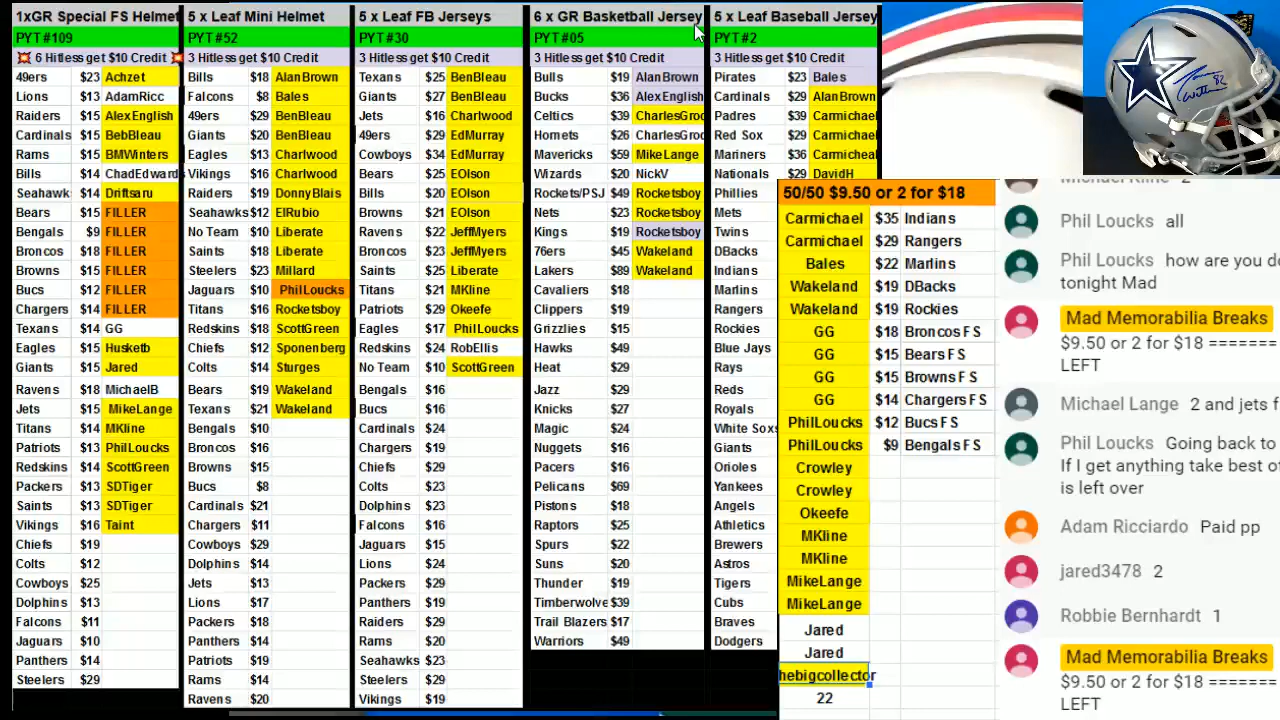 1xGR Special FS Helmet
PYT #109
6 Hitless get $10 Credit
49ers $23 Achzet
Lions $13 AdamRicc
Raiders $15 AlexEnglish
Cardinals $15 BebBleau
Rams $15 BMWinters
Bills $14 ChadEdwards
Seahawks $14 Driftsaru
Bears $15 FILLER
Bengals $9 FILLER
Broncos $18 FILLER
Browns $15 FILLER
Bucs $12 FILLER
Chargers $14 FILLER
Texans $14 GG
Eagles $15 Husketb
Giants $15 Jared
Ravens $18 MichaelB
Jets $15 MikeLange
Titans $14 MKline
Patriots $13 PhilLoucks
Redskins $14 ScottGreen
Packers $13 SDTiger
Saints $13 SDTiger
Vikings $16 Taint
Chiefs $19
Colts $12
Cowboys $25
Dolphins $13
Falcons $11
Jaguars $10
Panthers $14
Steelers $29
5 x Leaf Mini Helmet
PYT #52
3 Hitless get $10 Credit
Bills $18 AlanBrown
Falcons $8 Bales
49ers $29 BenBleau
Giants $20 BenBleau
Eagles $13 Charlwood
Vikings $16 Charlwood
Raiders $19 DonnyBlais
Seahawks $12 ElRubio
No Team $10 Liberate
Saints $18 Liberate
Steelers $23 Millard
Jaguars $10 PhilLoucks
Titans $16 Rocketsboy
Redskins $18 ScottGreen
Chiefs $12 Sponenberg
Colts $14 Sturges
Bears $19 Wakeland
Texans $21 Wakeland
Bengals $10
Broncos $16
Browns $15
Bucs $8
Cardinals $21
Chargers $11
Cowboys $29
Dolphins $14
Jets $13
Lions $17
Packers $18
Panthers $14
Patriots $19
Rams $14
Ravens $20
5 x Leaf FB Jerseys
PYT #30
3 Hitless get $10 Credit
Texans $25 BenBleau
Giants $27 BenBleau
Jets $16 Charlwood
49ers $29 EdMurray
Cowboys $34 EdMurray
Bears $25 EOlson
Bills $20 EOlson
Browns $21 EOlson
Ravens $22 JeffMyers
Broncos $23 JeffMyers
Saints $25 Liberate
Titans $21 MKline
Patriots $29 Okeefe
Eagles $17 PhilLoucks
Redskins $24 RobEllis
No Team $10 ScottGreen
Bengals $16
Bucs $16
Cardinals $24
Chargers $19
Chiefs $29
Colts $23
Dolphins $23
Falcons $16
Jaguars $15
Lions $24
Packers $29
Panthers $19
Raiders $29
Rams $20
Seahawks $23
Steelers $29
Vikings $19
6 x GR Basketball Jersey
PYT #05
3 Hitless get $10 Credit
Bulls $19 AlanBrown
Bucks $36 AlexEnglish
Celtics $39 CharlesGroo
Hornets $26 CharlesGroo
Mavericks $59 MikeLange
Wizards $20 NickV
Rockets/PSJ $49 Rocketsboy
Nets $23 Rocketsboy
Kings $19 Rocketsboy
76ers $45 Wakeland
Lakers $89 Wakeland
Cavaliers $18
Clippers $19
Grizzlies $15
Hawks $49
Heat $29
Jazz $29
Knicks $27
Magic $24
Nuggets $16
Pacers $16
Pelicans $69
Pistons $18
Raptors $25
Spurs $22
Suns $20
Thunder $19
Timberwolve $39
Trail Blazers $17
Warriors $49
5 x Leaf Baseball Jersey
PYT #2
3 Hitless get $10 Credit
Pirates $23 Bales
Cardinals $29 AlanBrown
Padres $39 Carmichael
Red Sox $29 Carmichael
Mariners $36 Carmicheal
Nationals $29 DavidH
Phillies
Mets
Twins
DBacks
Indians
Marlins
Rangers
Rockies
Blue Jays
Rays
Reds
Royals
White Sox
Giants
Orioles
Yankees
Angels
Athletics
Brewers
Astros
Tigers
Cubs
Braves
Dodgers
50/50 $9.50 or 2 for $18
Carmichael $35 Indians
Carmichael $29 Rangers
Bales $22 Marlins
Wakeland $19 DBacks
Wakeland $19 Rockies
GG $18 Broncos FS
GG $15 Bears FS
GG $15 Browns FS
GG $14 Chargers FS
PhilLoucks $12 Bucs FS
PhilLoucks $9 Bengals FS
Crowley
Crowley
Okeefe
MKline
MKline
MikeLange
MikeLange
Jared
Jared
hebigcollector
22
Michael Kline 2
Phil Loucks all
Phil Loucks how are you do
tonight Mad
Mad Memorabilia Breaks
$9.50 or 2 for $18 =======
LEFT
Michael Lange 2 and jets f
Phil Loucks Going back to
If I get anything take best of
is left over
Adam Ricciardo Paid pp
jared3478 2
Robbie Bernhardt 1
Mad Memorabilia Breaks
$9.50 or 2 for $18 =======
LEFT